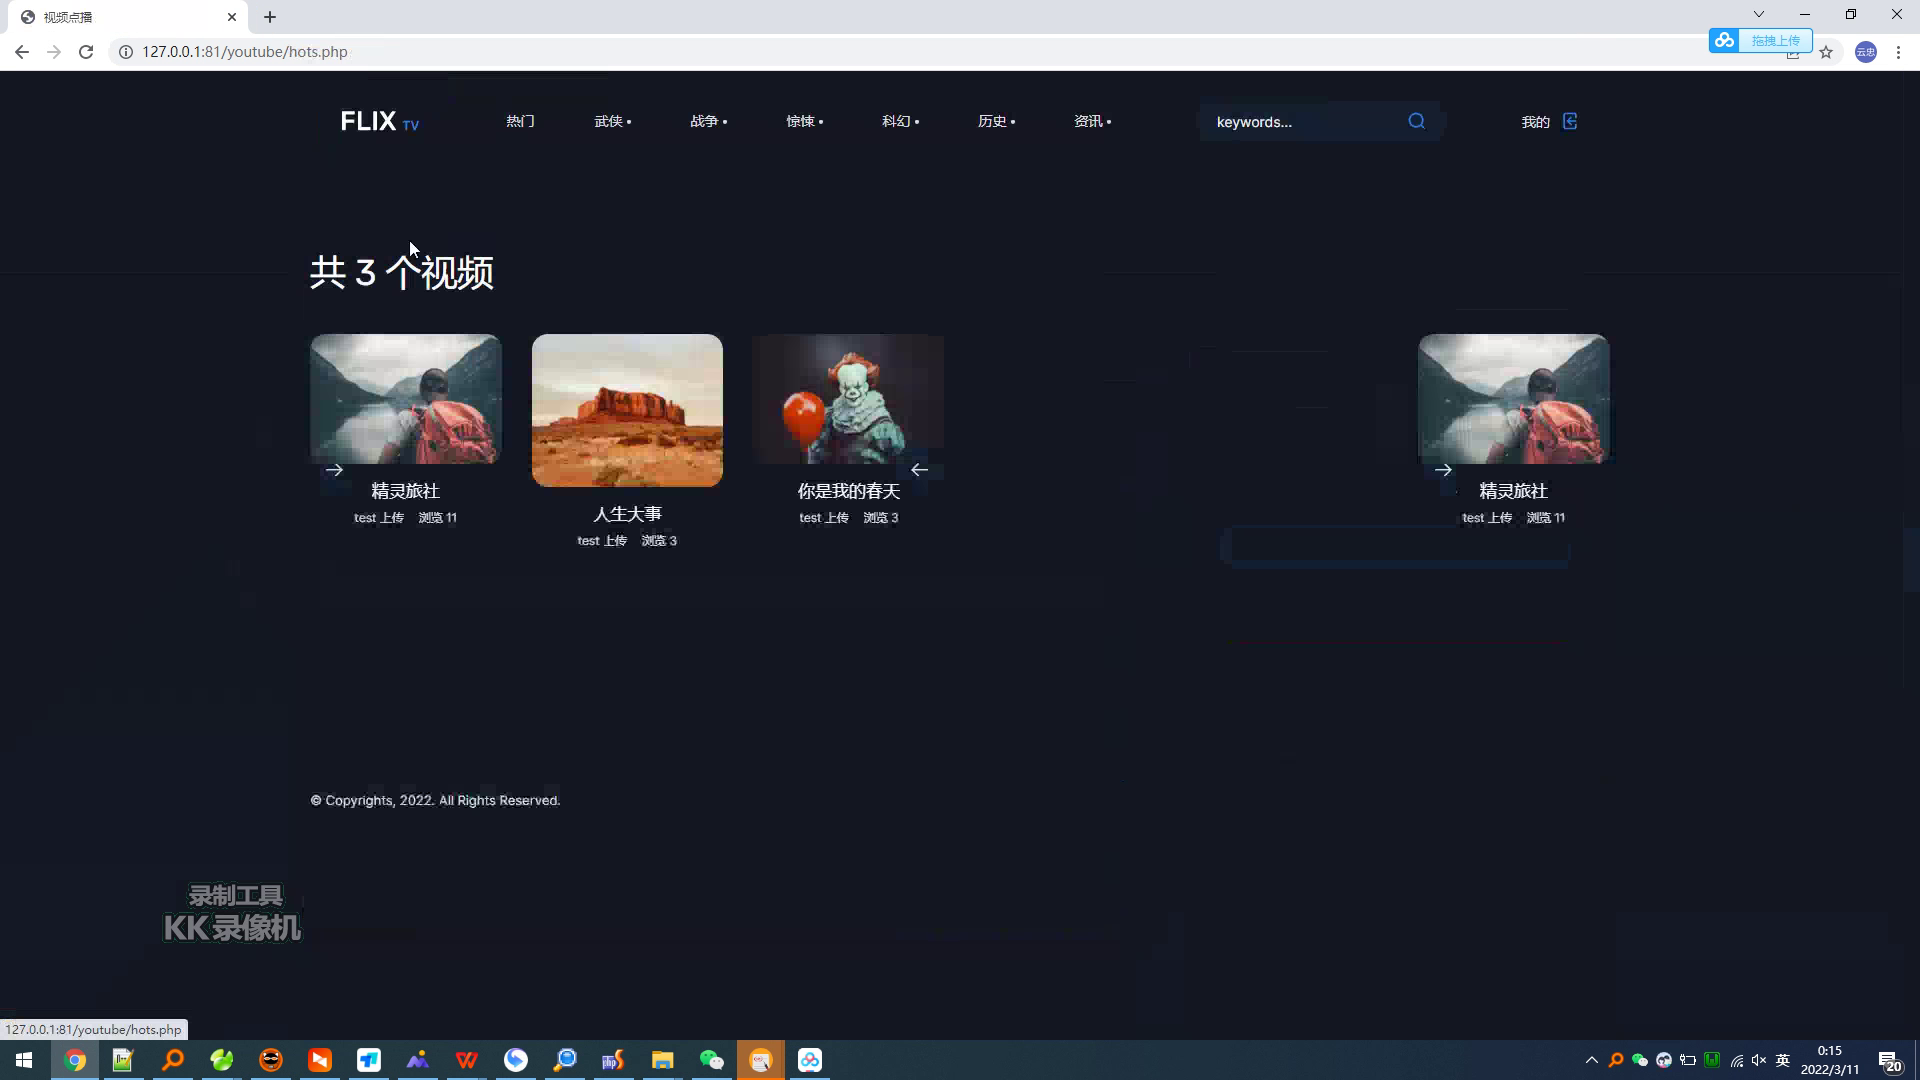 视频点播
127.0.0.1:81/youtube/hots.php
拖拽上传
云忠
FLIX TV
热门
武侠•
战争•
惊悚•
科幻•
历史•
资讯•
keywords...
我的
共 3 个视频
精灵旅社
test 上传 浏览 11
人生大事
test 上传 浏览 3
你是我的春天
test 上传 浏览 3
精灵旅社
test 上传 浏览 11
© Copyrights, 2022. All Rights Reserved.
录制工具
KK 录像机
127.0.0.1:81/youtube/hots.php
php
英
0:15
2022/3/11
20